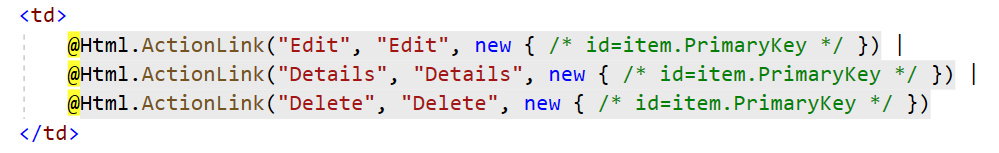 <td>
@Html.ActionLink("Edit", "Edit", new { /* id=item.PrimaryKey */ }) |
@Html.ActionLink("Details", "Details", new { /* id=item.PrimaryKey */ }) |
@Html.ActionLink("Delete", "Delete", new { /* id=item.PrimaryKey */ })
</td>